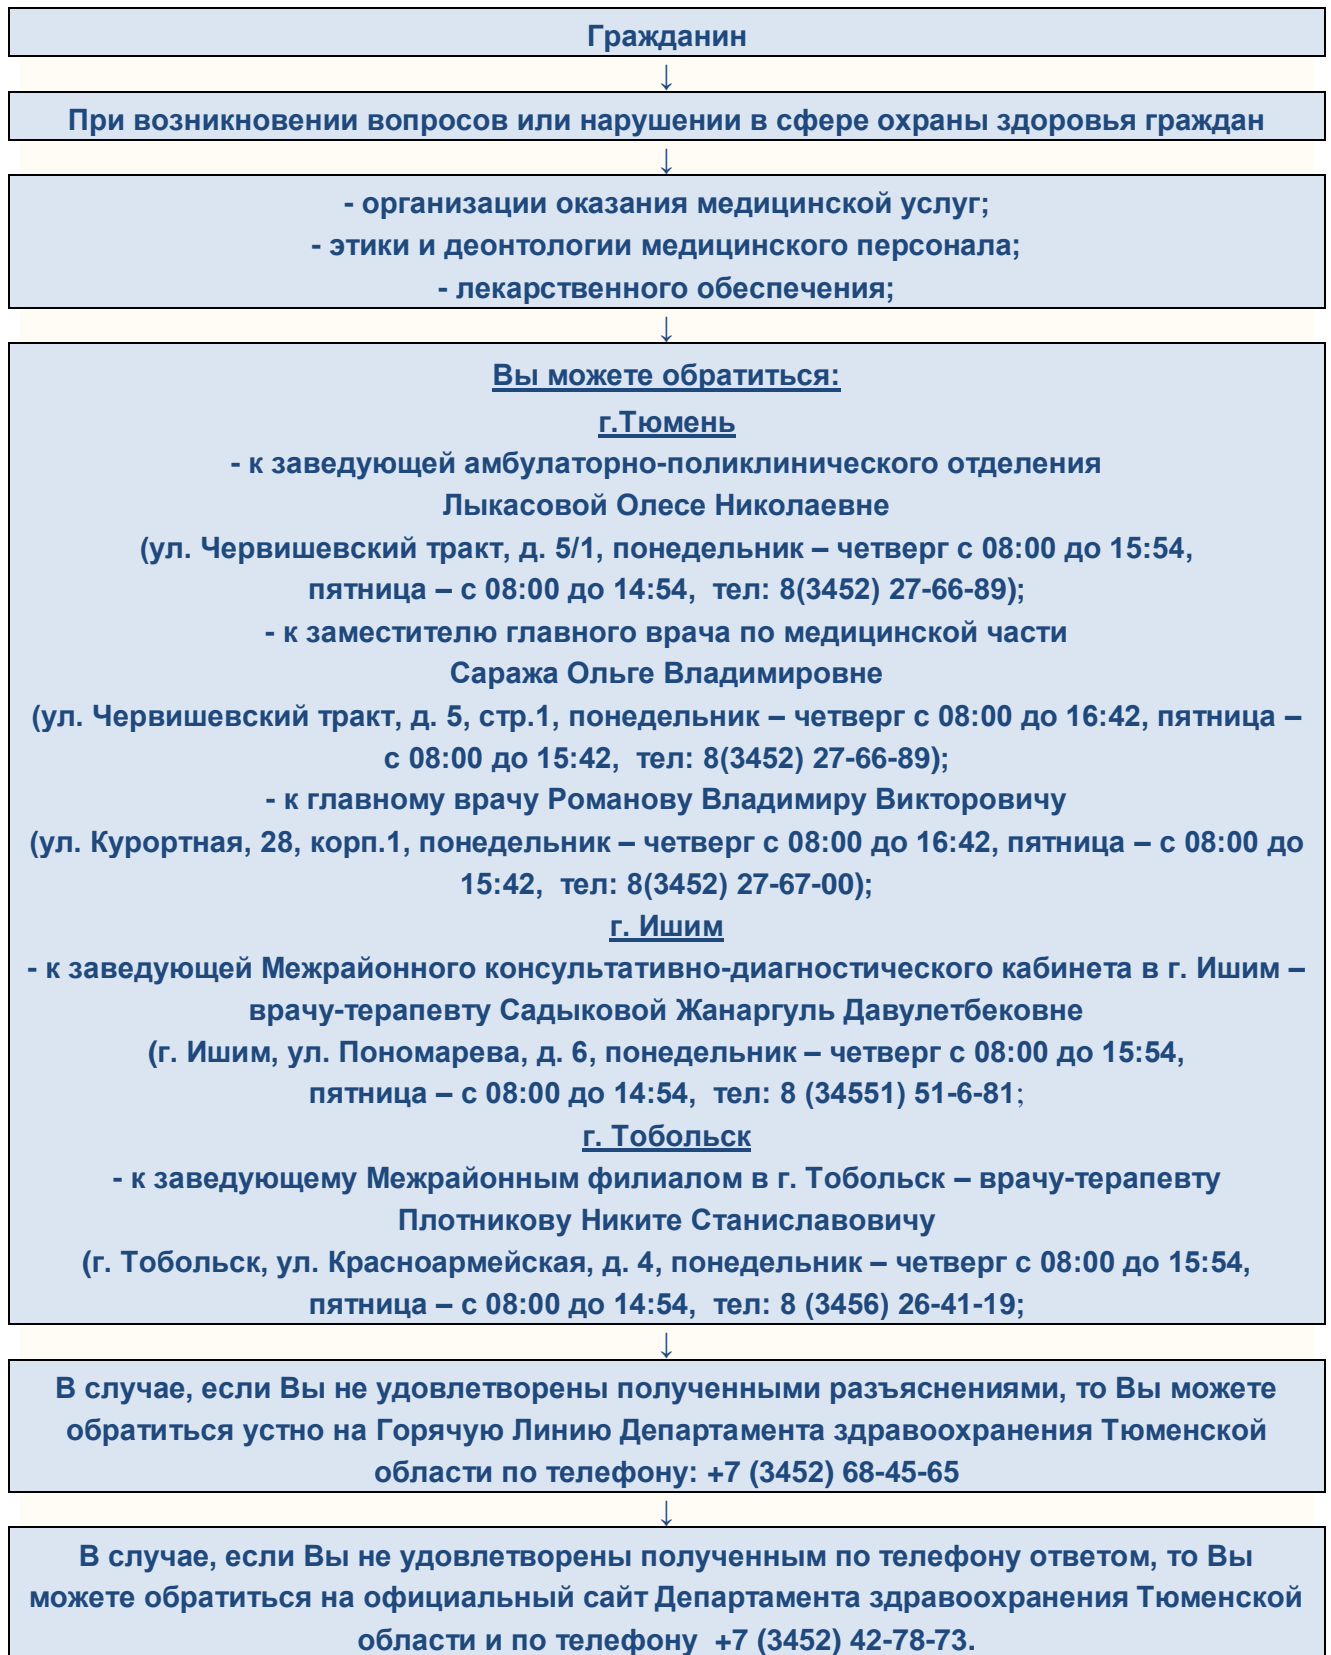 Гражданин
↓
При возникновении вопросов или нарушении в сфере охраны здоровья граждан
↓
- организации оказания медицинской услуг;
- этики и деонтологии медицинского персонала;
- лекарственного обеспечения;
↓
Вы можете обратиться:
г.Тюмень
- к заведующей амбулаторно-поликлинического отделения
Лыкасовой Олесе Николаевне
(ул. Червишевский тракт, д. 5/1, понедельник – четверг с 08:00 до 15:54,
пятница – с 08:00 до 14:54, тел: 8(3452) 27-66-89);
- к заместителю главного врача по медицинской части
Саража Ольге Владимировне
(ул. Червишевский тракт, д. 5, стр.1, понедельник – четверг с 08:00 до 16:42, пятница –
с 08:00 до 15:42, тел: 8(3452) 27-66-89);
- к главному врачу Романову Владимиру Викторовичу
(ул. Курортная, 28, корп.1, понедельник – четверг с 08:00 до 16:42, пятница – с 08:00 до
15:42, тел: 8(3452) 27-67-00);
г. Ишим
- к заведующей Межрайонного консультативно-диагностического кабинета в г. Ишим –
врачу-терапевту Садыковой Жанаргуль Давулетбековне
(г. Ишим, ул. Пономарева, д. 6, понедельник – четверг с 08:00 до 15:54,
пятница – с 08:00 до 14:54, тел: 8 (34551) 51-6-81;
г. Тобольск
- к заведующему Межрайонным филиалом в г. Тобольск – врачу-терапевту
Плотникову Никите Станиславовичу
(г. Тобольск, ул. Красноармейская, д. 4, понедельник – четверг с 08:00 до 15:54,
пятница – с 08:00 до 14:54, тел: 8 (3456) 26-41-19;
↓
В случае, если Вы не удовлетворены полученными разъяснениями, то Вы можете
обратиться устно на Горячую Линию Департамента здравоохранения Тюменской
области по телефону: +7 (3452) 68-45-65
↓
В случае, если Вы не удовлетворены полученным по телефону ответом, то Вы
можете обратиться на официальный сайт Департамента здравоохранения Тюменской
области и по телефону +7 (3452) 42-78-73.